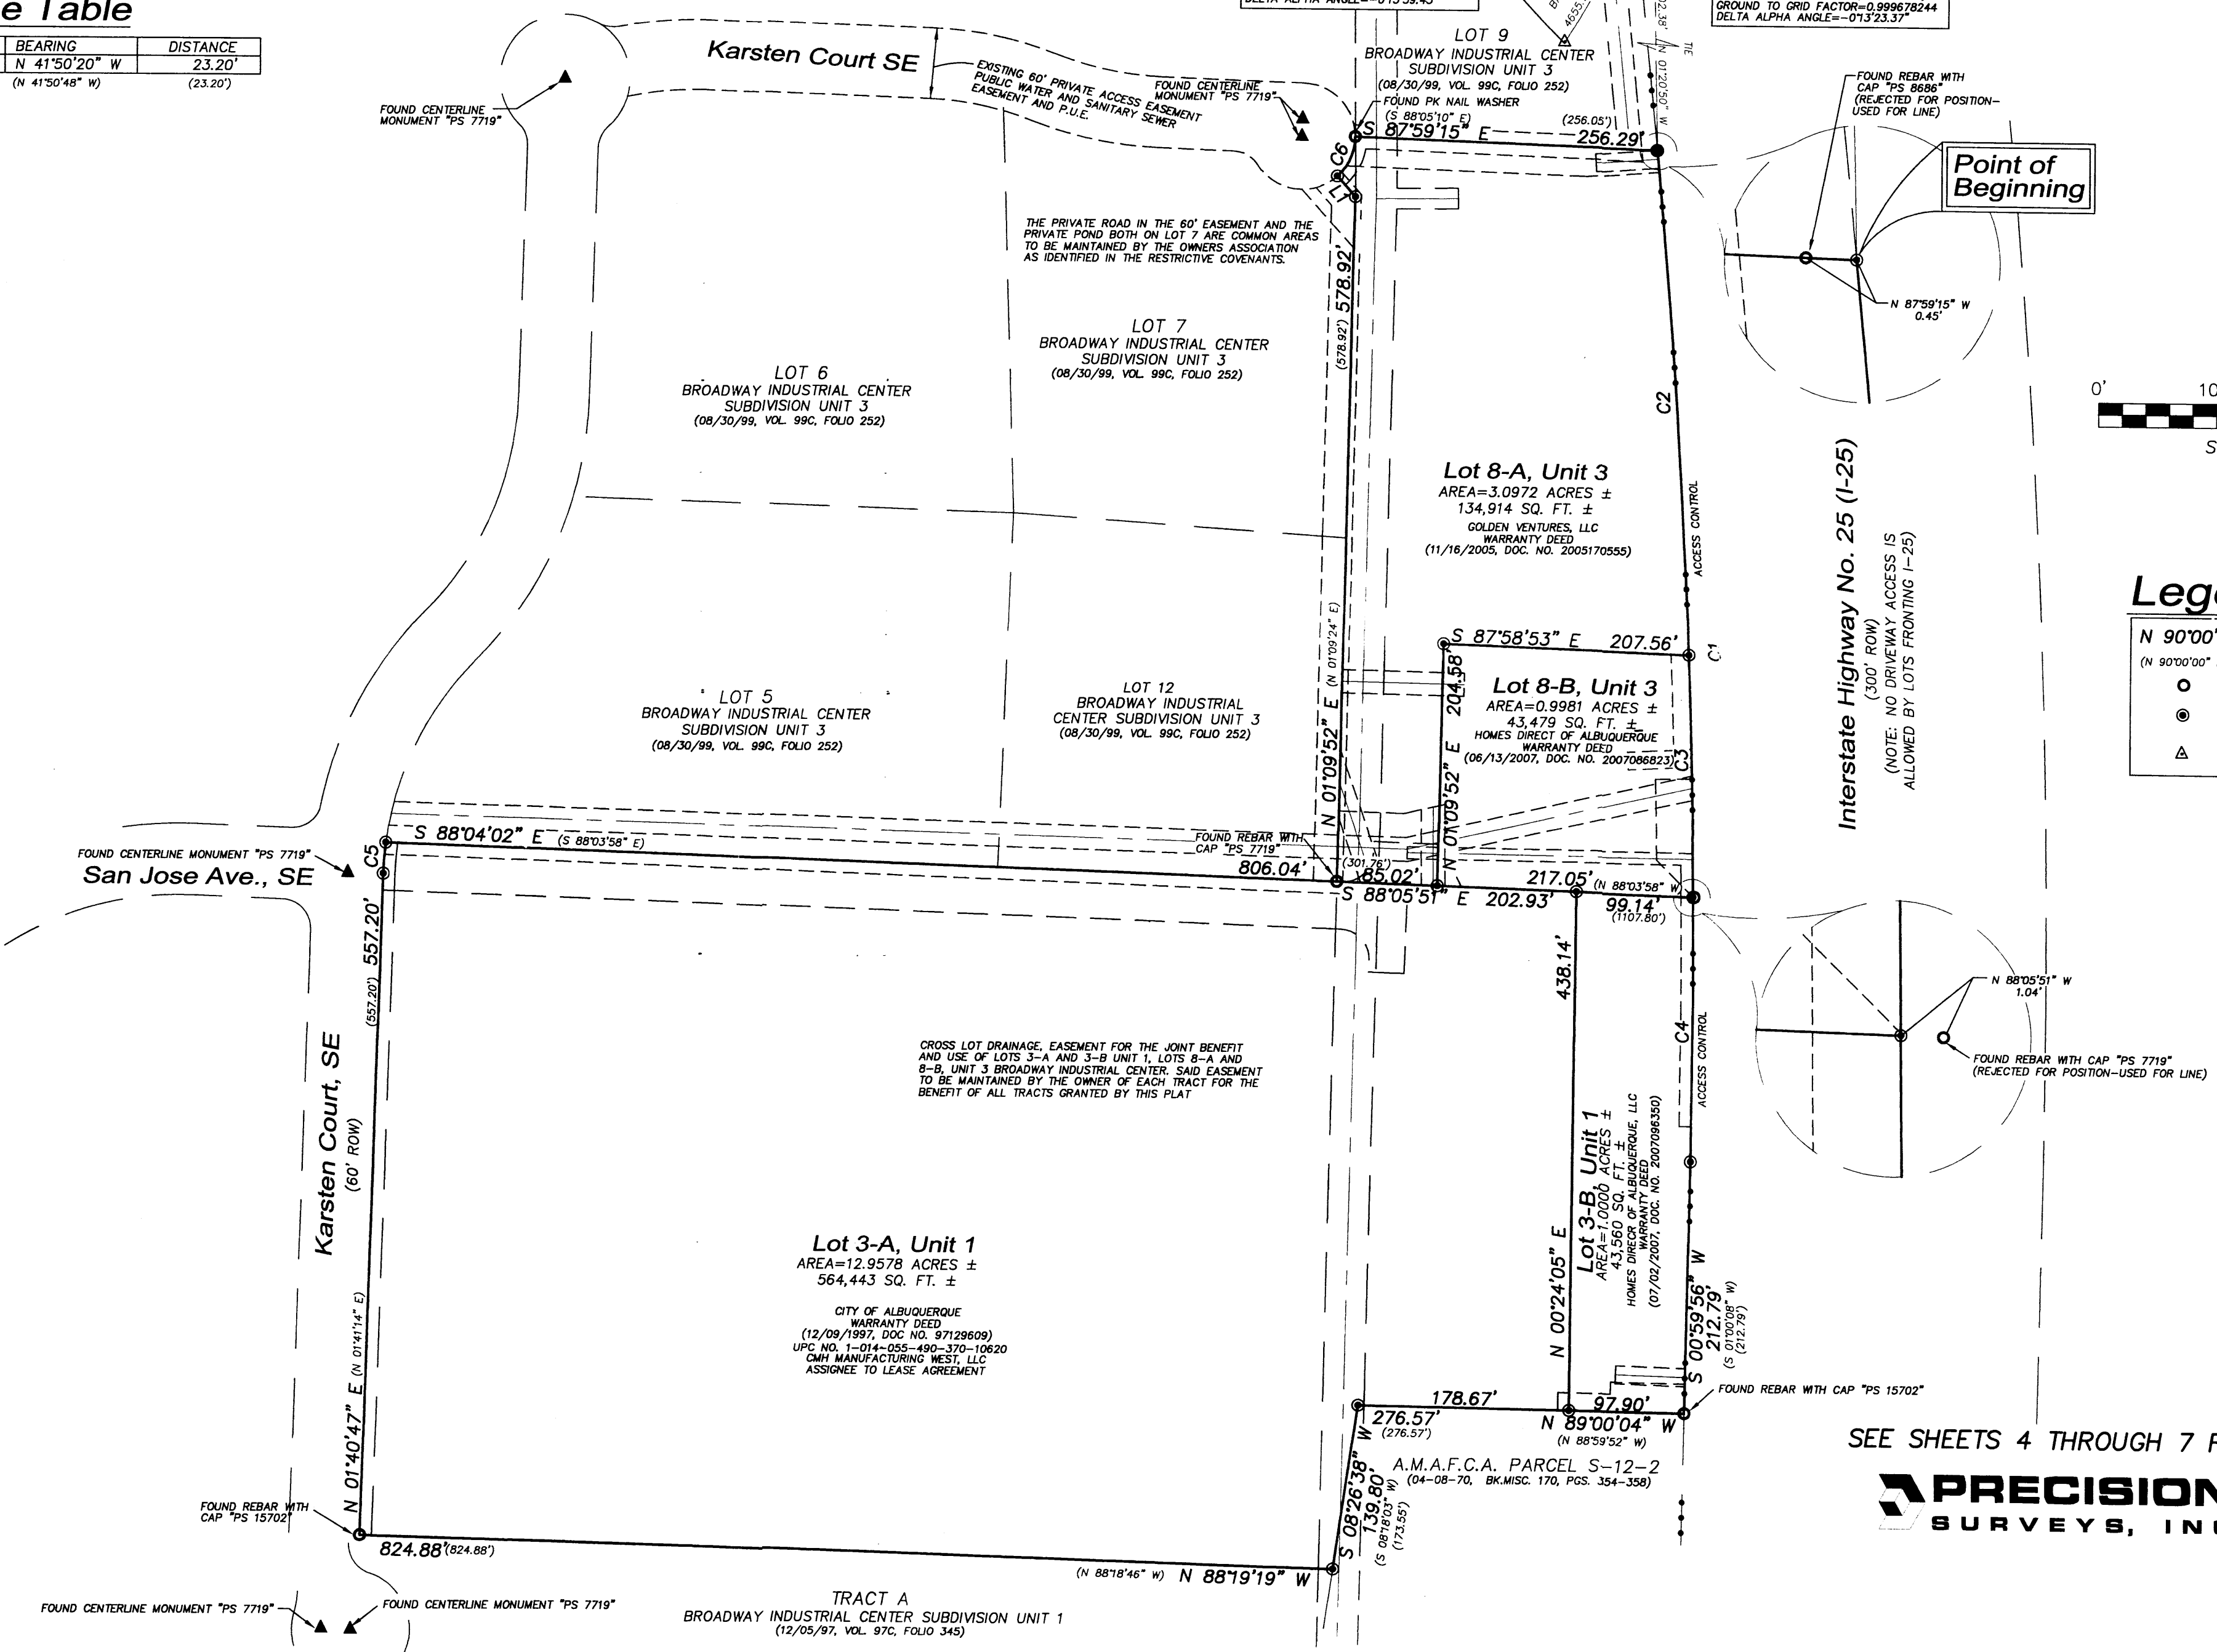 e Table
BEARING DISTANCE
N 41°50'20" W 23.20'
(N 41°50'48" W) (23.20')
FOUND CENTERLINE
MONUMENT "PS 7719"
Karsten Court SE
EXISTING 60' PRIVATE ACCESS EASEMENT
PUBLIC WATER AND SANITARY SEWER
EASEMENT AND P.U.E.
FOUND CENTERLINE
MONUMENT "PS 7719"
LOT 9
BROADWAY INDUSTRIAL CENTER
SUBDIVISION UNIT 3
(08/30/99, VOL. 99C, FOLIO 252)
FOUND PK NAIL WASHER
(S 88°05'10" E) (256.05')
S 87°59'15" E 256.29'
GROUND TO GRID FACTOR=0.999678244
DELTA ALPHA ANGLE=-0°13'23.37"
TIE
N 01°20'50" W
FOUND REBAR WITH
CAP "PS 8686"
(REJECTED FOR POSITION-
USED FOR LINE)
Point of
Beginning
N 87°59'15" W
0.45'
C6
L1
THE PRIVATE ROAD IN THE 60' EASEMENT AND THE
PRIVATE POND BOTH ON LOT 7 ARE COMMON AREAS
TO BE MAINTAINED BY THE OWNERS ASSOCIATION
AS IDENTIFIED IN THE RESTRICTIVE COVENANTS.
LOT 7
BROADWAY INDUSTRIAL CENTER
SUBDIVISION UNIT 3
(08/30/99, VOL. 99C, FOLIO 252)
LOT 6
BROADWAY INDUSTRIAL CENTER
SUBDIVISION UNIT 3
(08/30/99, VOL. 99C, FOLIO 252)
N 01°09'52" E (N 01°09'24" E) (578.92') 578.92'
C2
0' 10
Lot 8-A, Unit 3
AREA=3.0972 ACRES ±
134,914 SQ. FT. ±
GOLDEN VENTURES, LLC
WARRANTY DEED
(11/16/2005, DOC. NO. 2005170555)
ACCESS CONTROL
Interstate Highway No. 25 (I-25)
(300' ROW)
(NOTE: NO DRIVEWAY ACCESS IS
ALLOWED BY LOTS FRONTING I-25)
Lege
N 90°00'
(N 90°00'00"
S 87°58'53" E 207.56'
C1
N 01°09'52" E 204.58'
Lot 8-B, Unit 3
AREA=0.9981 ACRES ±
43,479 SQ. FT. ±
HOMES DIRECT OF ALBUQUERQUE
WARRANTY DEED
(06/13/2007, DOC. NO. 2007086823)
C3
LOT 5
BROADWAY INDUSTRIAL CENTER
SUBDIVISION UNIT 3
(08/30/99, VOL. 99C, FOLIO 252)
LOT 12
BROADWAY INDUSTRIAL
CENTER SUBDIVISION UNIT 3
(08/30/99, VOL. 99C, FOLIO 252)
FOUND CENTERLINE MONUMENT "PS 7719"
San Jose Ave., SE
C5
S 88°04'02" E (S 88°03'58" E)
806.04'
FOUND REBAR WITH
CAP "PS 7719"
(301.76')
85.02' 217.05' (N 88°03'58" W
S 88°05'51" E 202.93' 99.14'
(1107.80')
N 88°05'51" W
1.04'
FOUND REBAR WITH CAP "PS 7719"
(REJECTED FOR POSITION-USED FOR LINE)
N 01°40'47" E (N 01°41'14" E) (557.20') 557.20'
Karsten Court, SE
(60' ROW)
CROSS LOT DRAINAGE, EASEMENT FOR THE JOINT BENEFIT
AND USE OF LOTS 3-A AND 3-B UNIT 1, LOTS 8-A AND
8-B, UNIT 3 BROADWAY INDUSTRIAL CENTER. SAID EASEMENT
TO BE MAINTAINED BY THE OWNER OF EACH TRACT FOR THE
BENEFIT OF ALL TRACTS GRANTED BY THIS PLAT
N 00°24'05" E 438.14'
C4
ACCESS CONTROL
Lot 3-B, Unit 1
AREA=1.0000 ACRES ±
43,560 SQ. FT. ±
HOMES DIRECR OF ALBUQUERQUE, LLC
WARRANTY DEED
(07/02/2007, DOC. NO. 2007096350)
Lot 3-A, Unit 1
AREA=12.9578 ACRES ±
564,443 SQ. FT. ±
CITY OF ALBUQUERQUE
WARRANTY DEED
(12/09/1997, DOC NO. 97129609)
UPC NO. 1-014-055-490-370-10620
CMH MANUFACTURING WEST, LLC
ASSIGNEE TO LEASE AGREEMENT
S 00°59'56" W
212.79'
(S 01°00'08" W)
(212.79')
FOUND REBAR WITH CAP "PS 15702"
178.67' 97.90'
276.57' N 89°00'04" W
(276.57') (N 88°59'52" W)
A.M.A.F.C.A. PARCEL S-12-2
(04-08-70, BK.MISC. 170, PGS. 354-358)
S 08°26'38" W
139.80'
(S 08°18'03" W)
(173.55')
SEE SHEETS 4 THROUGH 7 F
PRECISION
SURVEYS, INC
FOUND REBAR WITH
CAP "PS 15702"
824.88' (824.88')
(N 88°18'46" W) N 88°19'19" W
TRACT A
BROADWAY INDUSTRIAL CENTER SUBDIVISION UNIT 1
(12/05/97, VOL. 97C, FOLIO 345)
FOUND CENTERLINE MONUMENT "PS 7719"
FOUND CENTERLINE MONUMENT "PS 7719"